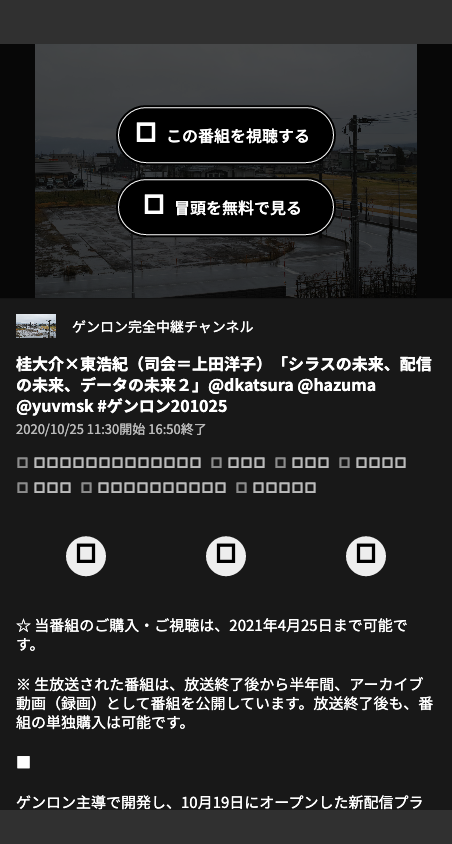 この番組を視聴する
冒頭を無料で見る
ゲンロン完全中継チャンネル
桂大介×東浩紀（司会＝上田洋子）「シラスの未来、配信
の未来、データの未来２」@dkatsura @hazuma
@yuvmsk #ゲンロン201025
2020/10/25 11:30開始 16:50終了
☆ 当番組のご購入・ご視聴は、2021年4月25日まで可能で
す。
※ 生放送された番組は、放送終了後から半年間、アーカイブ
動画（録画）として番組を公開しています。放送終了後も、番
組の単独購入は可能です。
■
ゲンロン主導で開発し、10月19日にオープンした新配信プラ